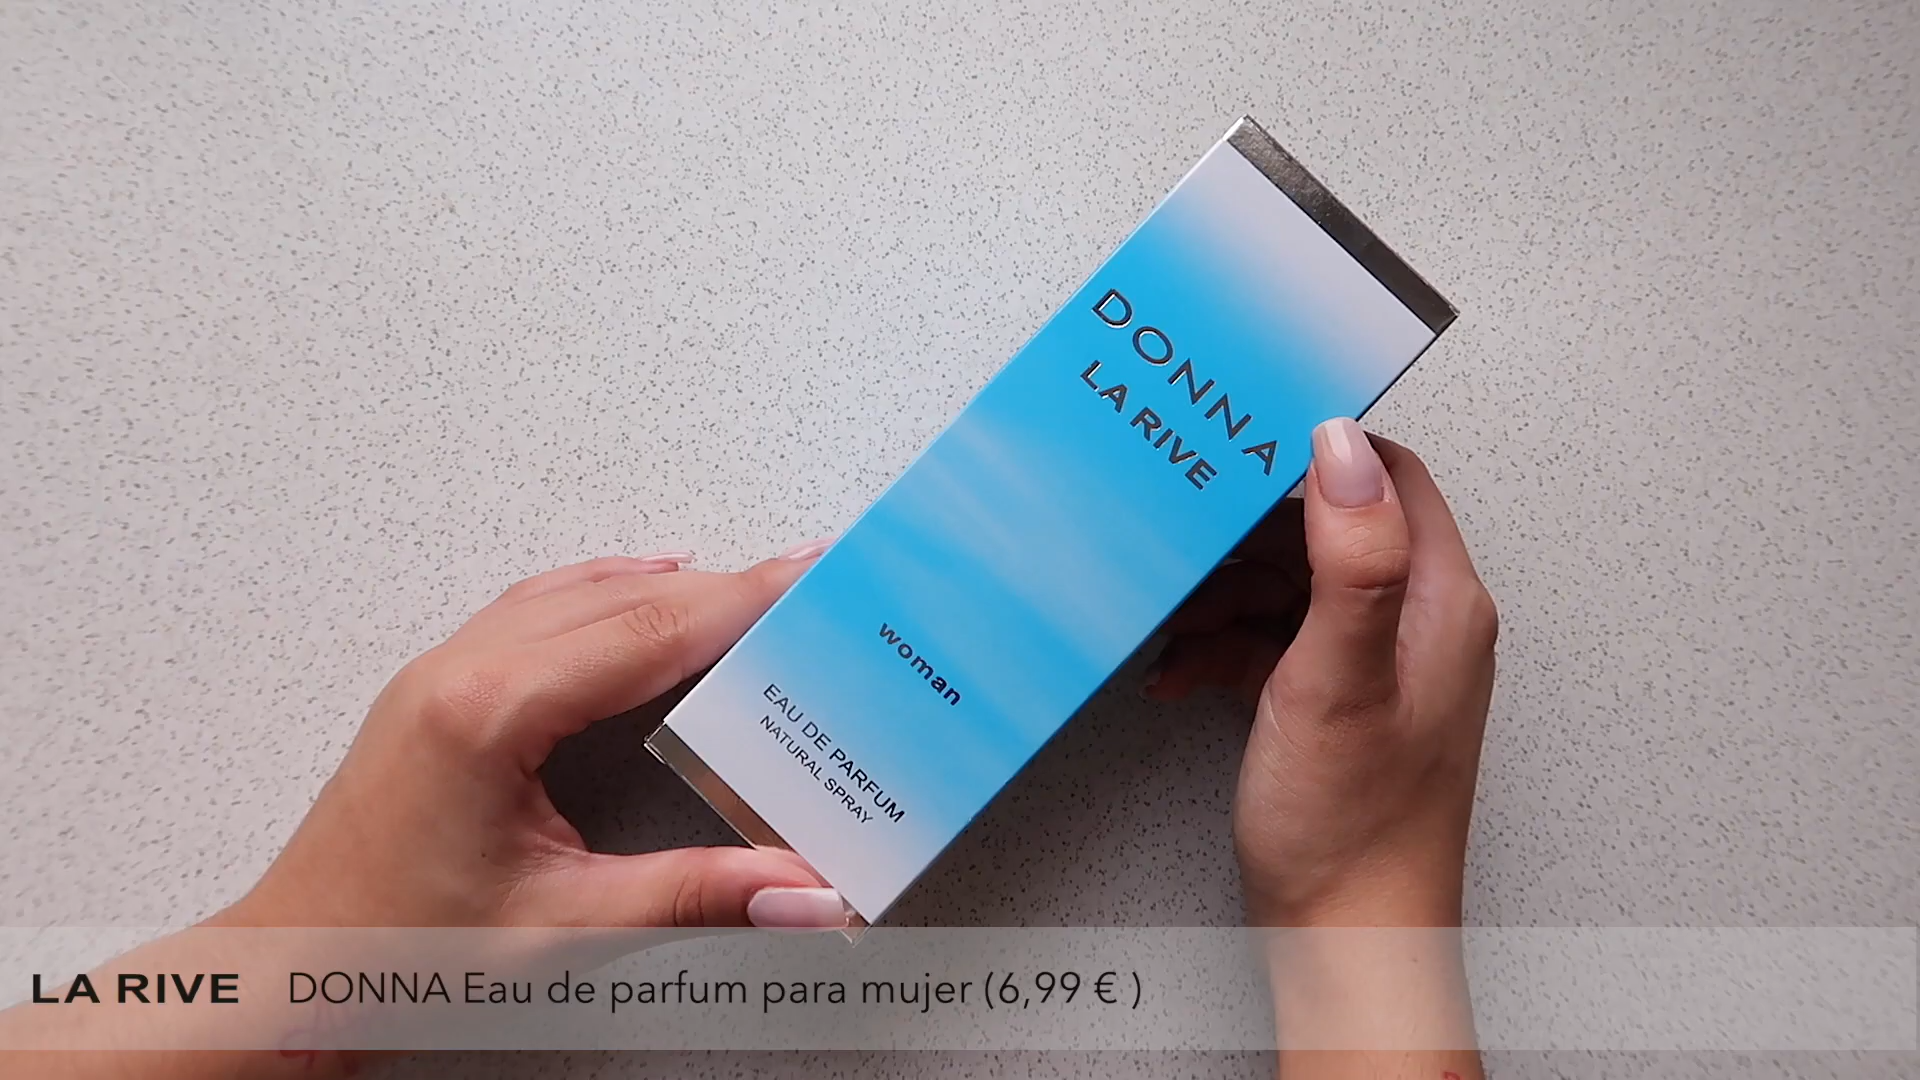 DONNA
LA RIVE
woman
EAU DE PARFUM
NATURAL SPRAY
LA RIVE DONNA Eau de parfum para mujer (6,99 € )